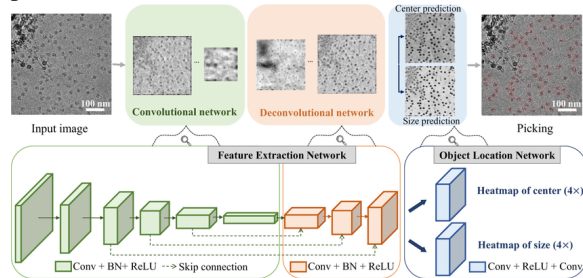 Center prediction
100 nm
Convolutional network
Deconvolutional network
Size prediction
100 nm
Input image
Picking
Feature Extraction Network
Object Location Network
Heatmap of center (4×)
Heatmap of size (4×)
Conv + BN+ ReLU
Skip connection
Conv + BN + ReLU
Conv + ReLU + Conv